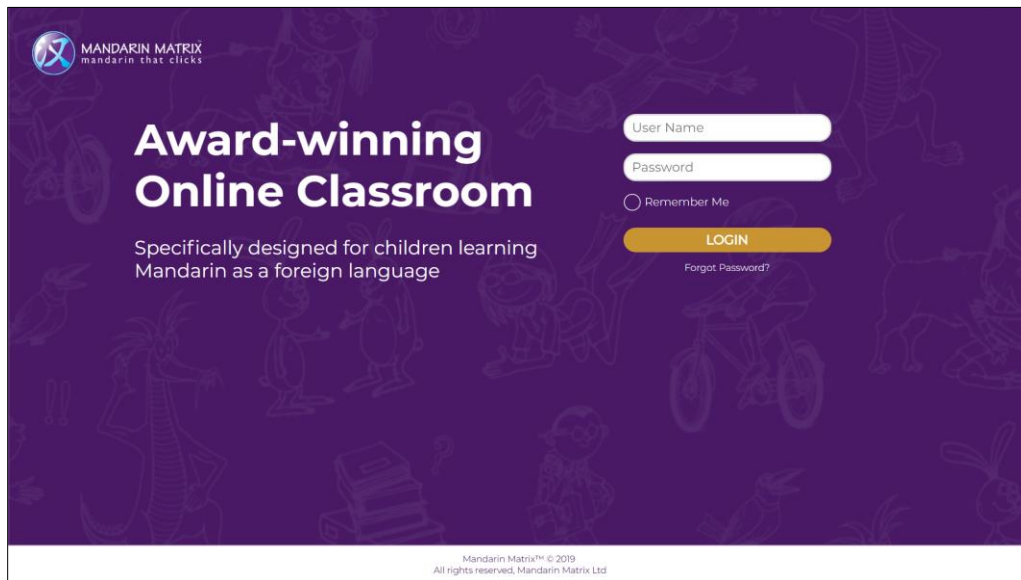 MANDARIN MATRIX™
mandarin that clicks
Award-winning
Online Classroom
Specifically designed for children learning
Mandarin as a foreign language
User Name
Password
Remember Me
LOGIN
Forgot Password?
!!
?
Mandarin Matrix™ © 2019
All rights reserved, Mandarin Matrix Ltd